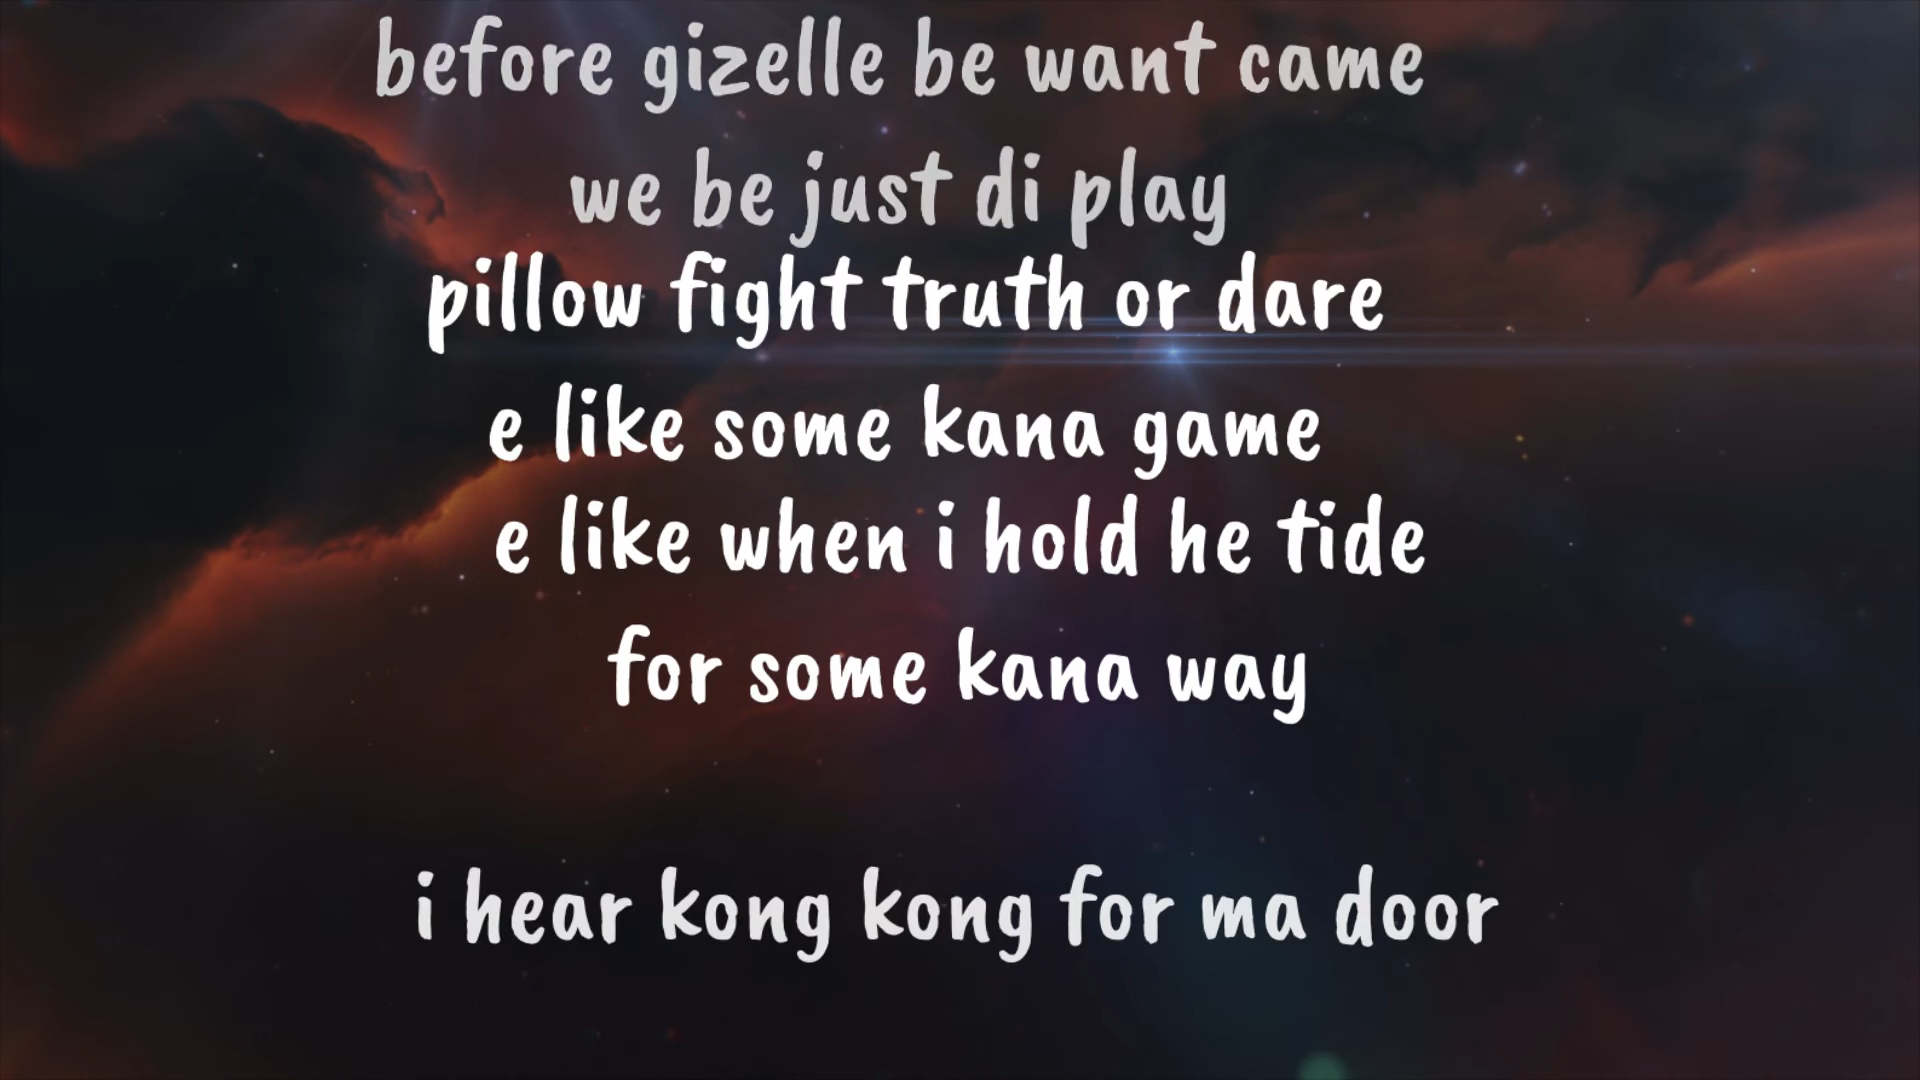 before gizelle be want came
we be just di play
pillow fight truth or dare
e like some kana game
e like when i hold he tide
for some kana way
i hear kong kong for ma door